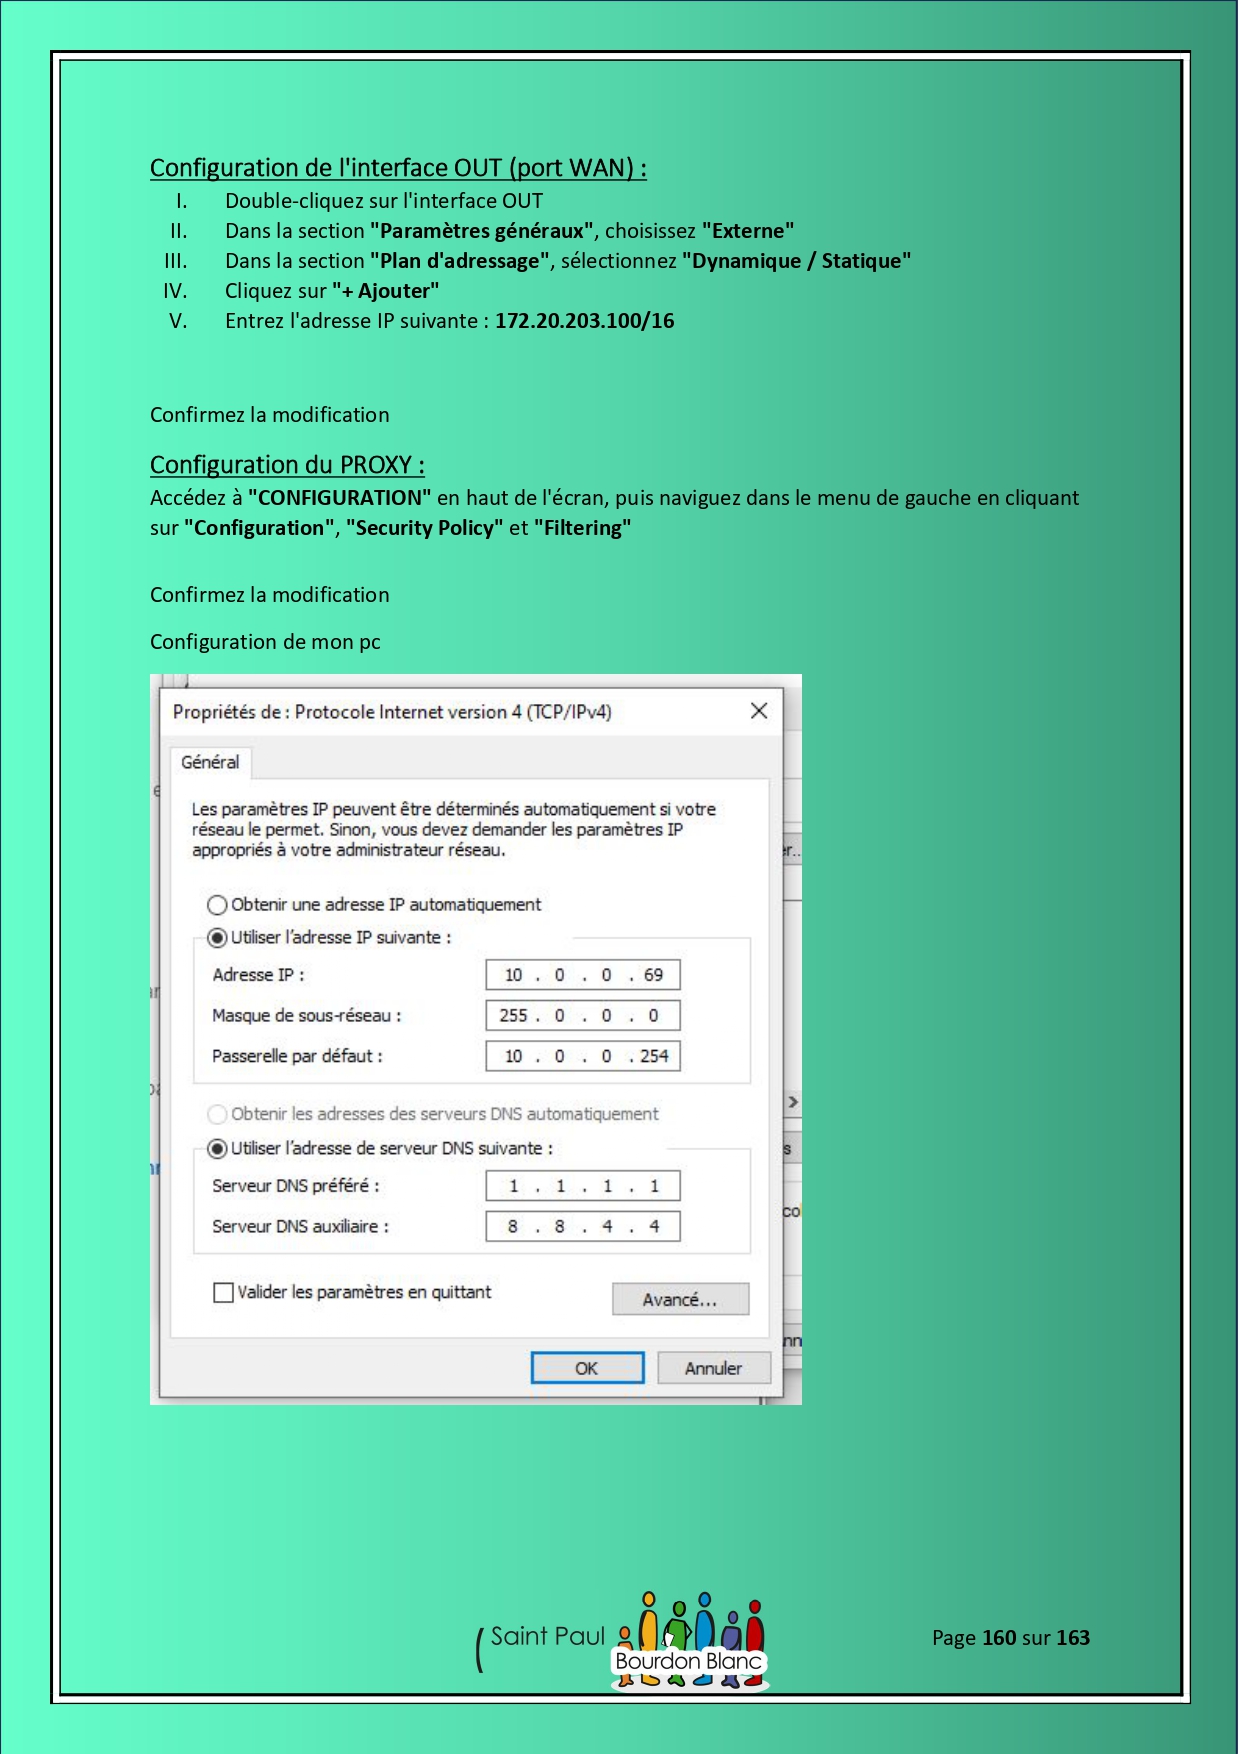 Configuration de l'interface OUT (port WAN) :
I. Double-cliquez sur l'interface OUT
II. Dans la section "Paramètres généraux", choisissez "Externe"
III. Dans la section "Plan d'adressage", sélectionnez "Dynamique / Statique"
IV. Cliquez sur "+ Ajouter"
V. Entrez l'adresse IP suivante : 172.20.203.100/16
Confirmez la modification
Configuration du PROXY :
Accédez à "CONFIGURATION" en haut de l'écran, puis naviguez dans le menu de gauche en cliquant
sur "Configuration", "Security Policy" et "Filtering"
Confirmez la modification
Configuration de mon pc
Propriétés de : Protocole Internet version 4 (TCP/IPv4)
Général
Les paramètres IP peuvent être déterminés automatiquement si votre
réseau le permet. Sinon, vous devez demander les paramètres IP
appropriés à votre administrateur réseau.
Obtenir une adresse IP automatiquement
Utiliser l'adresse IP suivante :
Adresse IP : 10 . 0 . 0 . 69
Masque de sous-réseau : 255 . 0 . 0 . 0
Passerelle par défaut : 10 . 0 . 0 . 254
Obtenir les adresses des serveurs DNS automatiquement
Utiliser l'adresse de serveur DNS suivante :
Serveur DNS préféré : 1 . 1 . 1 . 1
Serveur DNS auxiliaire : 8 . 8 . 4 . 4
Valider les paramètres en quittant
Avancé...
OK Annuler
Saint Paul
Bourdon Blanc
Page 160 sur 163